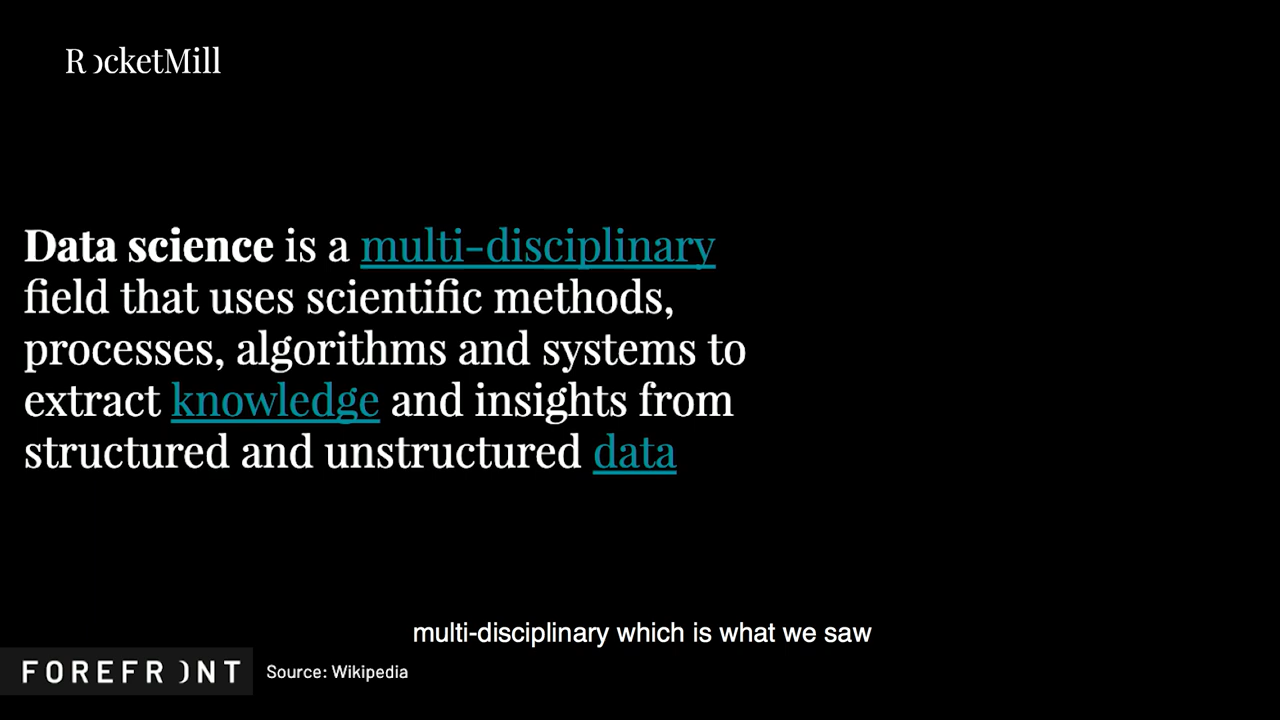 RocketMill
Data science is a multi-disciplinary
field that uses scientific methods,
processes, algorithms and systems to
extract knowledge and insights from
structured and unstructured data
multi-disciplinary which is what we saw
FOREFRONT Source: Wikipedia